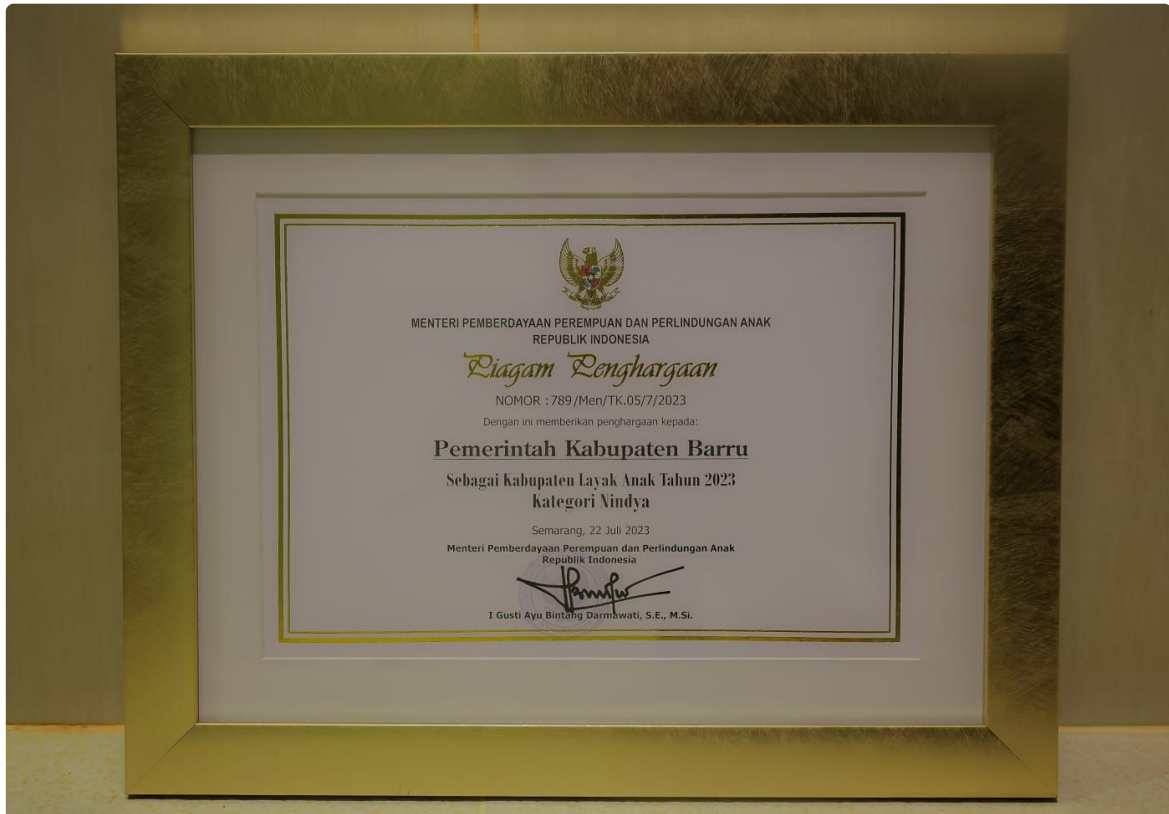 MENTERI PEMBERDAYAAN PEREMPUAN DAN PERLINDUNGAN ANAK
REPUBLIK INDONESIA
Piagam Penghargaan
NOMOR : 789/Men/TK.05/7/2023
Dengan ini memberikan penghargaan kepada:
Pemerintah Kabupaten Barru
Sebagai Kabupaten Layak Anak Tahun 2023
Kategori Nindya
Semarang, 22 Juli 2023
Menteri Pemberdayaan Perempuan dan Perlindungan Anak
Republik Indonesia
I Gusti Ayu Bintang Darmawati, S.E., M.Si.